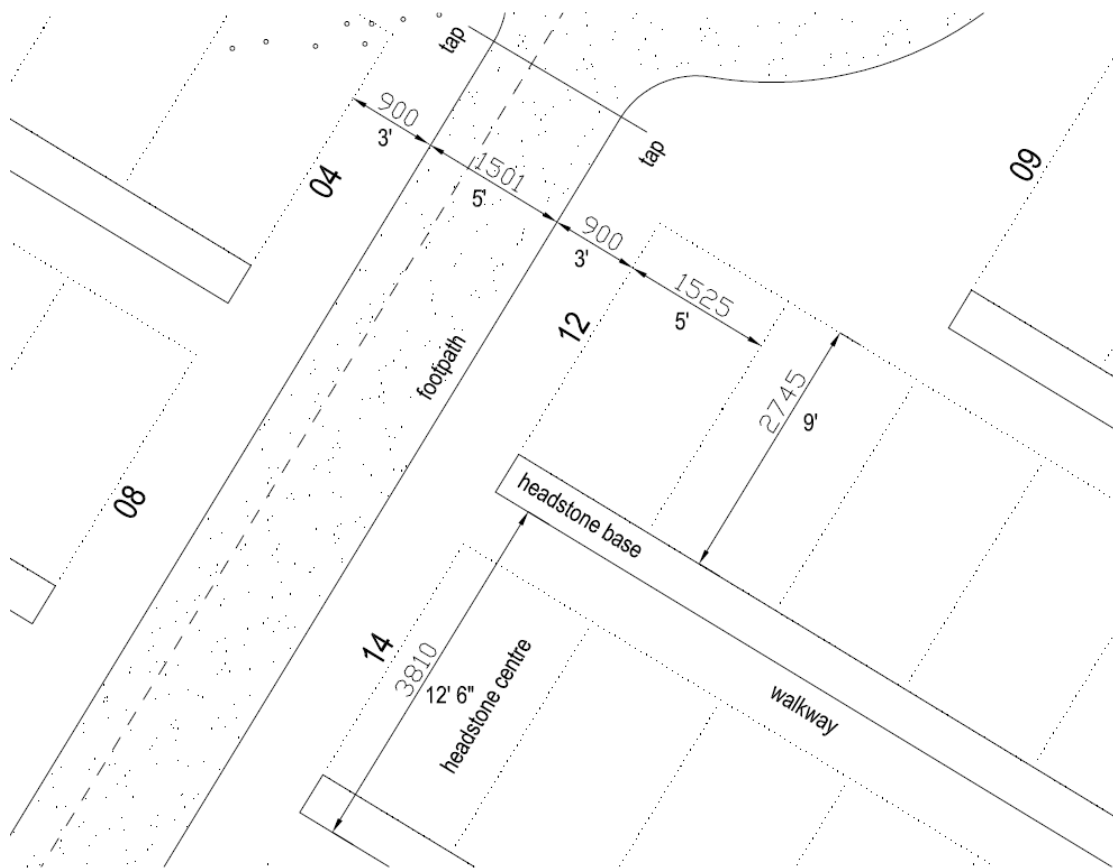 tap
900
3'
04
1501
5'
tap
09
900
3'
1525
5'
12
footpath
2745
9'
08
headstone base
14
3810
12' 6"
headstone centre
walkway